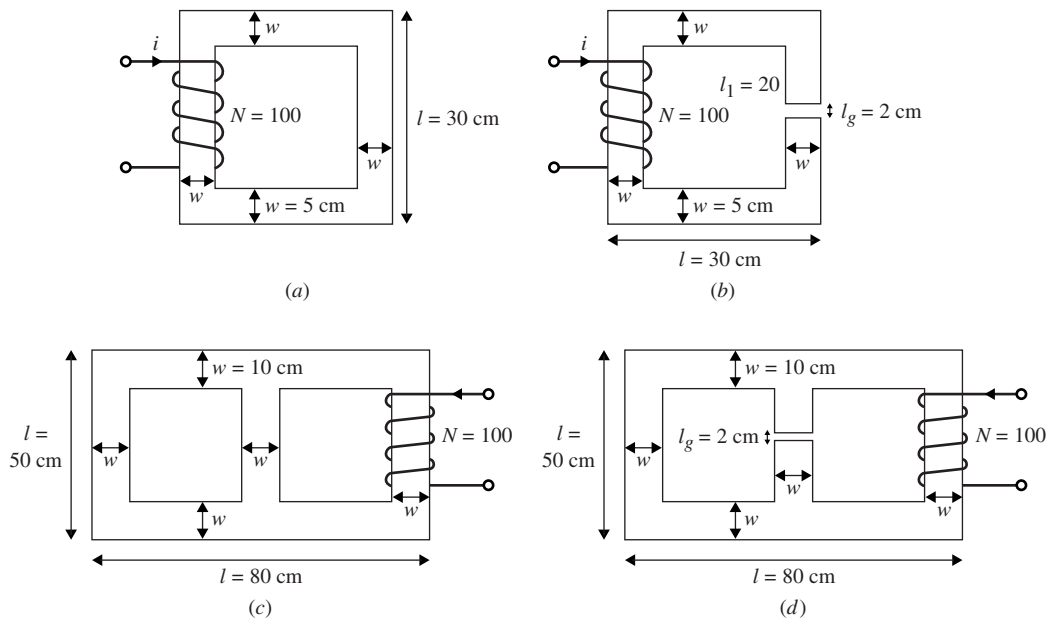 i
w
N = 100
l = 30 cm
w
w
w = 5 cm
(a)
i
w
l1 = 20
N = 100
lg = 2 cm
w
w
w = 5 cm
l = 30 cm
(b)
w = 10 cm
l =
50 cm
w
w
N = 100
w
w
l = 80 cm
(c)
w = 10 cm
l =
50 cm
w
lg = 2 cm
w
N = 100
w
w
l = 80 cm
(d)